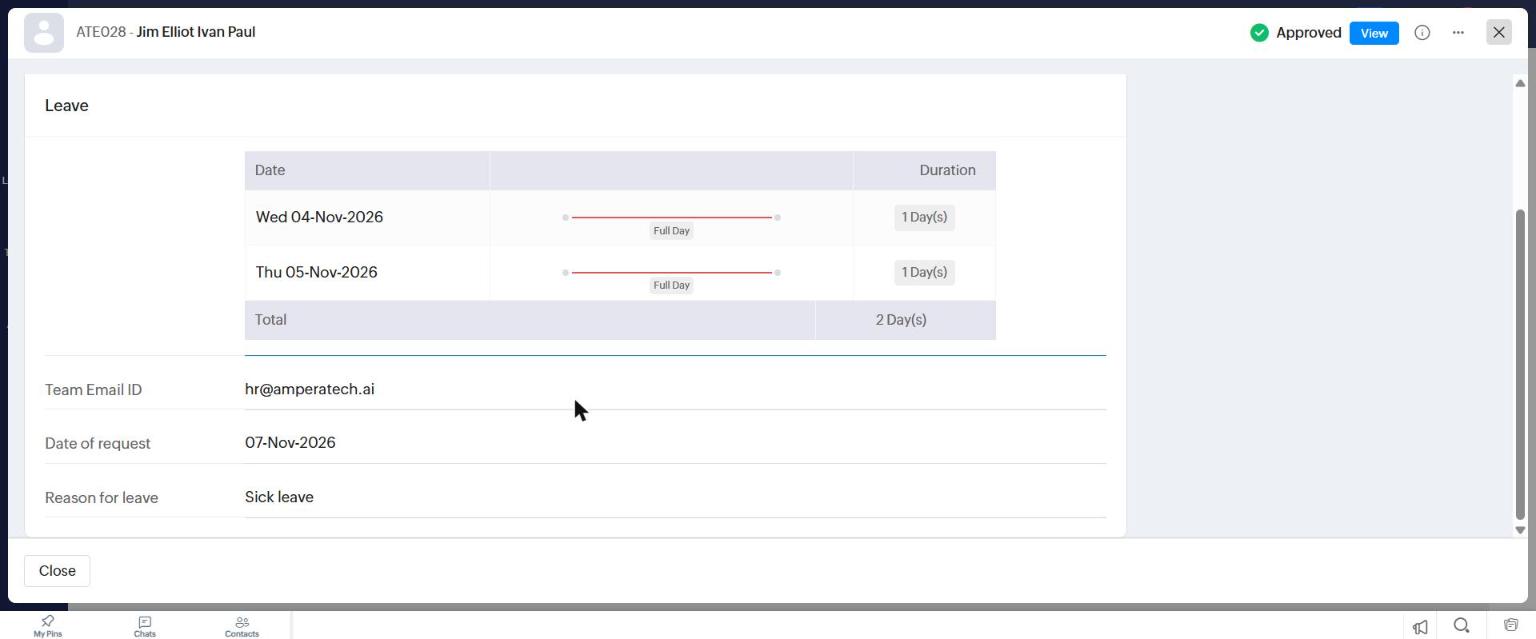 ATE028 - Jim Elliot Ivan Paul
Approved View
Leave
Date Duration
Wed 04-Nov-2026 Full Day 1 Day(s)
Thu 05-Nov-2026 Full Day 1 Day(s)
Total 2 Day(s)
Team Email ID hr@amperatech.ai
Date of request 07-Nov-2026
Reason for leave Sick leave
Close
My Pins Chats Contacts